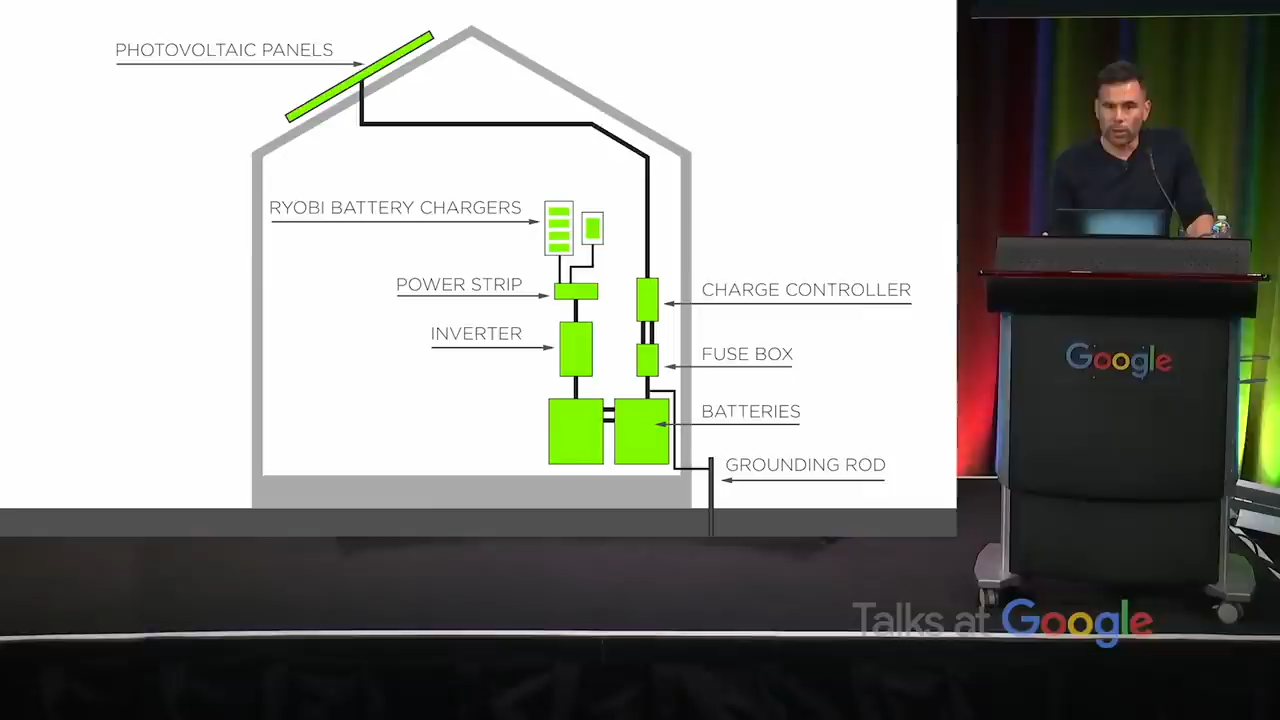 PHOTOVOLTAIC PANELS
RYOBI BATTERY CHARGERS
POWER STRIP
INVERTER
CHARGE CONTROLLER
FUSE BOX
BATTERIES
GROUNDING ROD
Google
Talks at Google